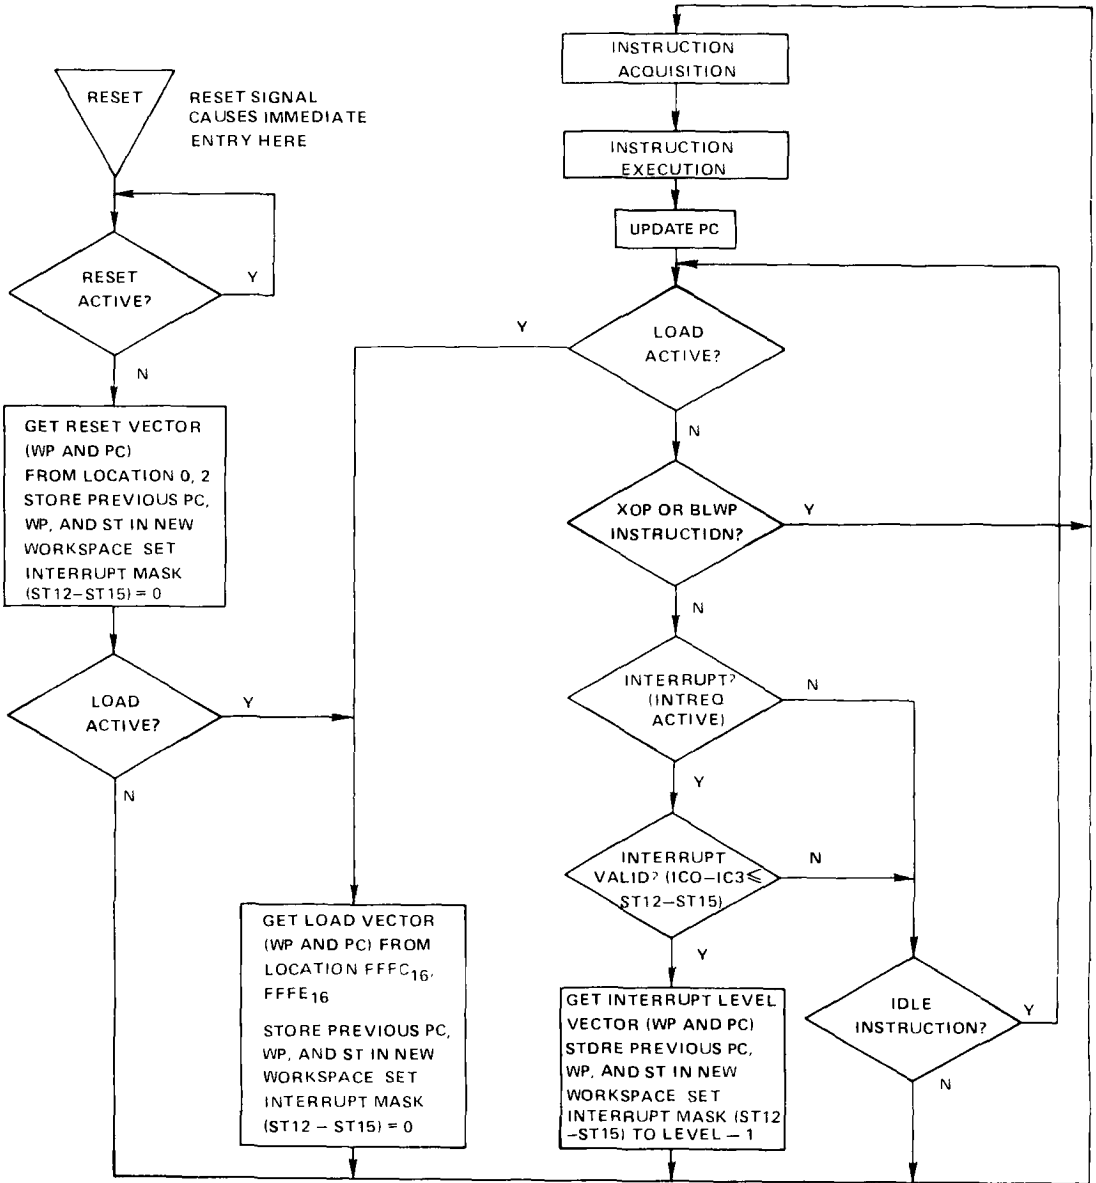 RESET
RESET SIGNAL
CAUSES IMMEDIATE
ENTRY HERE
RESET
ACTIVE?
Y
N
GET RESET VECTOR
(WP AND PC)
FROM LOCATION 0, 2
STORE PREVIOUS PC,
WP, AND ST IN NEW
WORKSPACE SET
INTERRUPT MASK
(ST12–ST15) = 0
LOAD
ACTIVE?
Y
N
GET LOAD VECTOR
(WP AND PC) FROM
LOCATION FFFC16,
FFFE16
STORE PREVIOUS PC,
WP, AND ST IN NEW
WORKSPACE SET
INTERRUPT MASK
(ST12 – ST15) = 0
INSTRUCTION
ACQUISITION
INSTRUCTION
EXECUTION
UPDATE PC
LOAD
ACTIVE?
Y
N
XOP OR BLWP
INSTRUCTION?
Y
N
INTERRUPT?
(INTREQ
ACTIVE)
N
Y
INTERRUPT
VALID? (IC0–IC3≤
ST12–ST15)
N
Y
GET INTERRUPT LEVEL
VECTOR (WP AND PC)
STORE PREVIOUS PC,
WP, AND ST IN NEW
WORKSPACE SET
INTERRUPT MASK (ST12
–ST15) TO LEVEL – 1
IDLE
INSTRUCTION?
Y
N